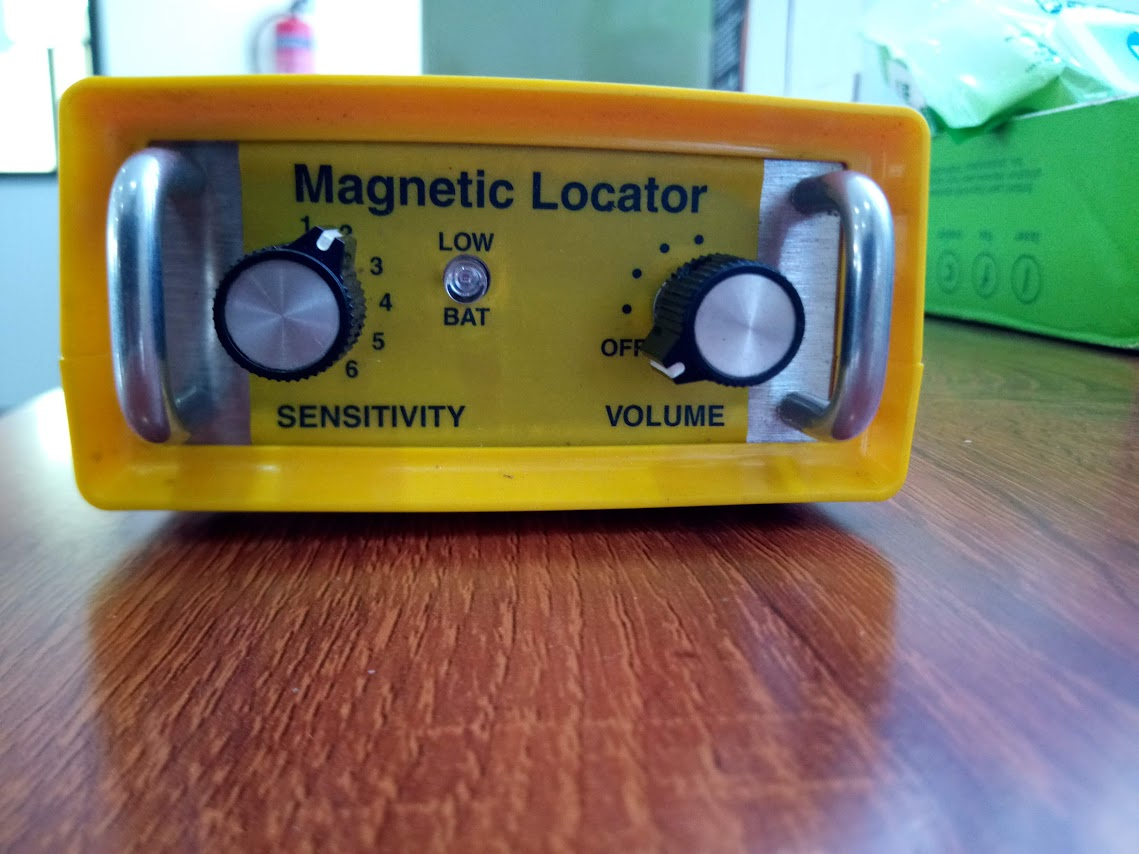 Magnetic Locator
1
2
3
4
5
6
LOW
BAT
OFF
SENSITIVITY
VOLUME